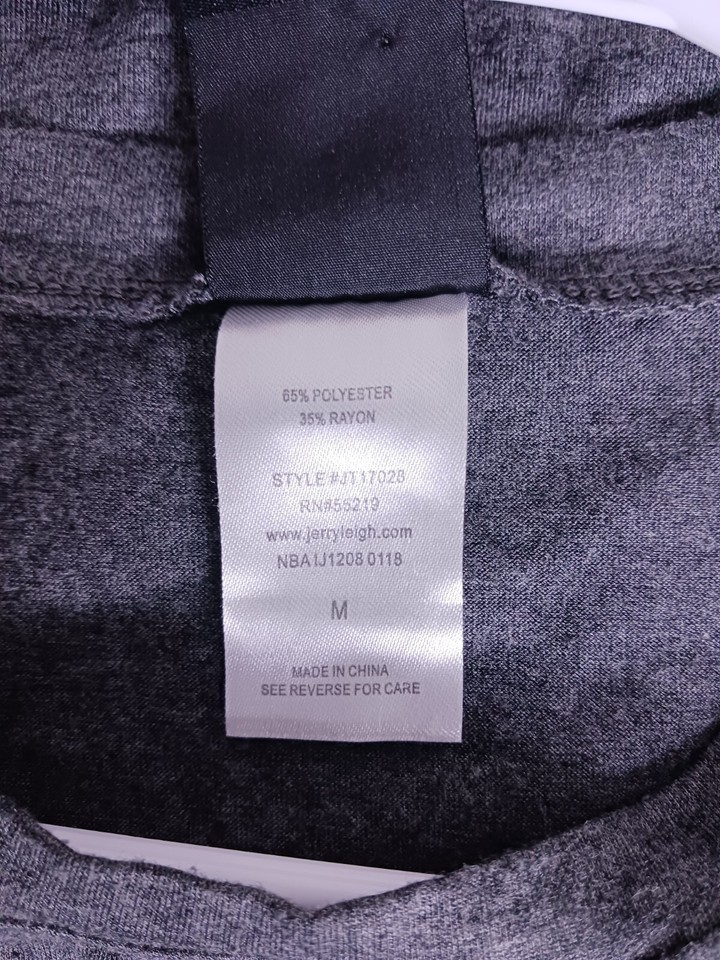 65% POLYESTER
35% RAYON
STYLE #JT17028
RN#55219
www.jerryleigh.com
NBA IJ1208 0118
M
MADE IN CHINA
SEE REVERSE FOR CARE